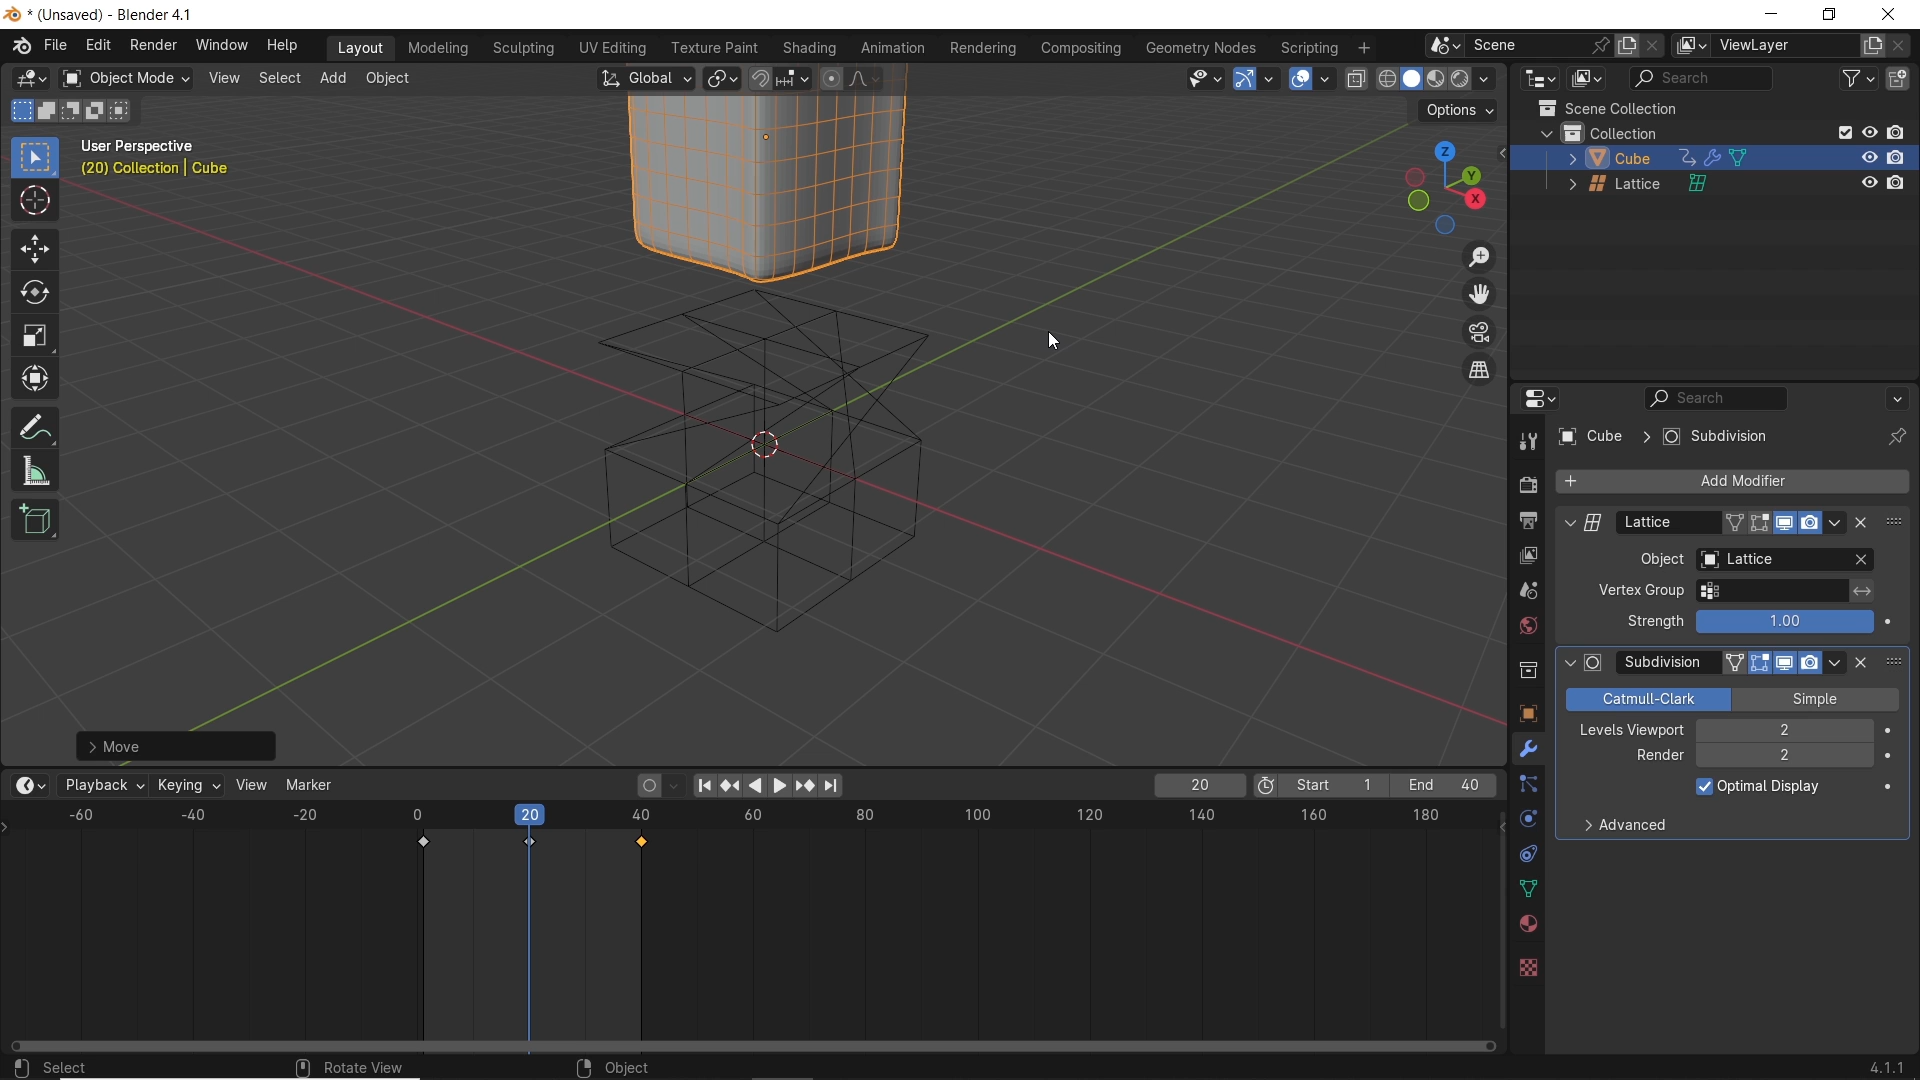 * (Unsaved) - Blender 4.1
File Edit Render Window Help Layout Modeling Sculpting UV Editing Texture Paint Shading Animation Rendering Compositing Geometry Nodes Scripting + Scene ViewLayer
Object Mode View Select Add Object Global Search
Options
User Perspective
(20) Collection | Cube
Z
Y
X
Scene Collection
Collection
Cube
Lattice
Search
Cube > Subdivision
+ Add Modifier
Lattice
Object Lattice
Vertex Group
Strength 1.00
Subdivision
Catmull-Clark Simple
Levels Viewport 2
Render 2
Optimal Display
> Advanced
> Move
Playback Keying View Marker 20 Start 1 End 40
-60 -40 -20 0 20 40 60 80 100 120 140 160 180
Select Rotate View Object 4.1.1